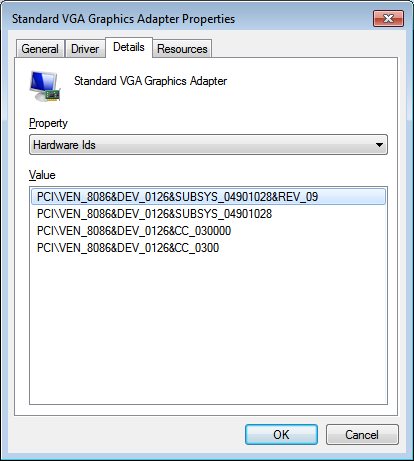 Standard VGA Graphics Adapter Properties
General Driver Details Resources
Standard VGA Graphics Adapter
Property
Hardware Ids
Value
PCI\VEN_8086&DEV_0126&SUBSYS_04901028&REV_09
PCI\VEN_8086&DEV_0126&SUBSYS_04901028
PCI\VEN_8086&DEV_0126&CC_030000
PCI\VEN_8086&DEV_0126&CC_0300
OK Cancel